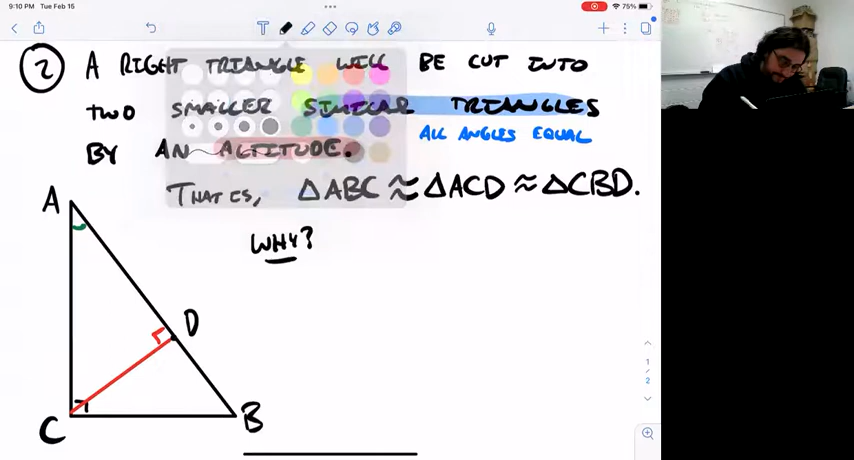 9:10 PM Tue Feb 15
75%
2 A RIGHT TRIANGLE WILL BE CUT INTO
TWO SMALLER SIMILAR TRIANGLES
ALL ANGLES EQUAL
BY AN ALTITUDE.
THAT IS, △ABC ≈ △ACD ≈ △CBD.
WHY?
A
D
C
B
1
2